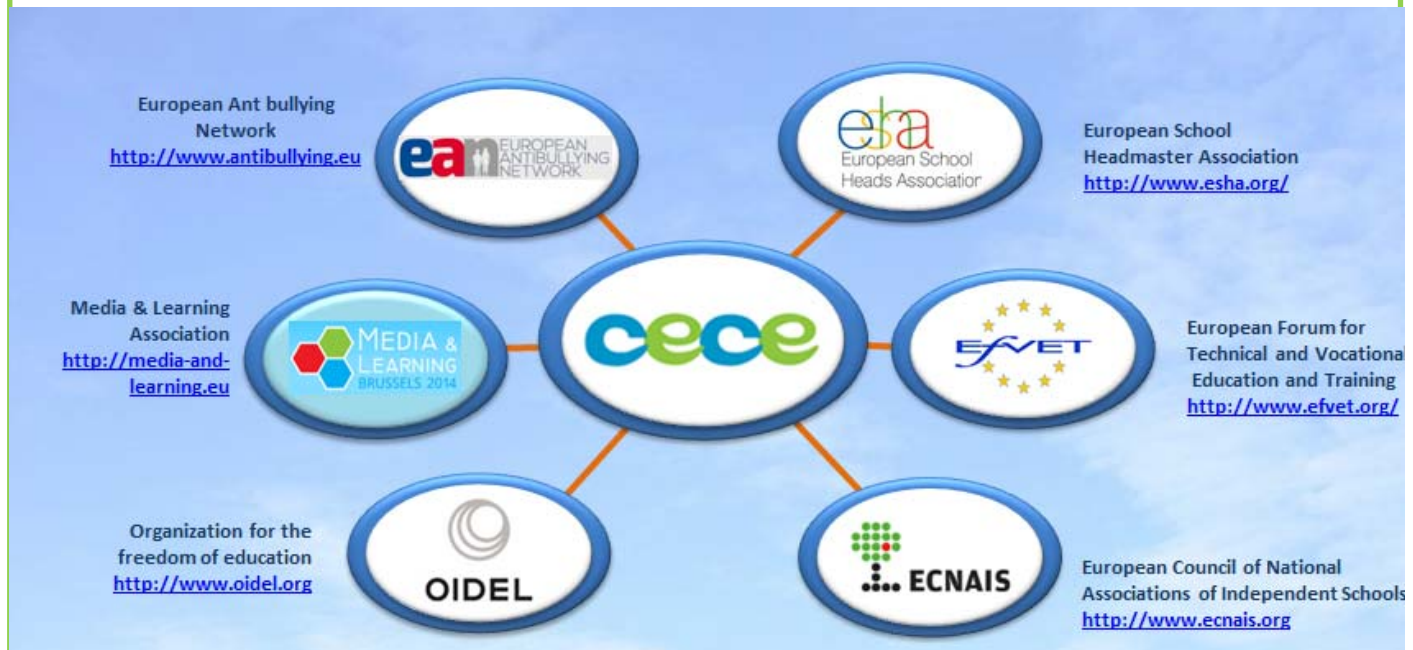 European Ant bullying
Network
http://www.antibullying.eu
ean EUROPEAN
ANTIBULLYING
NETWORK
esha
European School
Heads Association
European School
Headmaster Association
http://www.esha.org/
Media & Learning
Association
http://media-and-
learning.eu
MEDIA &
LEARNING
BRUSSELS 2014
cece
EfVET
European Forum for
Technical and Vocational
Education and Training
http://www.efvet.org/
Organization for the
freedom of education
http://www.oidel.org
OIDEL
ECNAIS
European Council of National
Associations of Independent Schools
http://www.ecnais.org